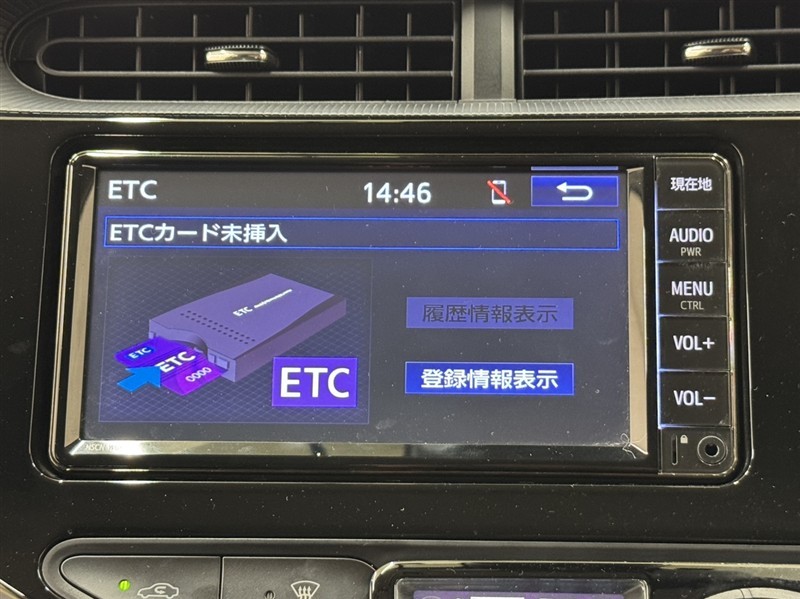 ETC 14:46
ETCカード未挿入
ETC
ETC
ETC
0000
ETC
履歴情報表示
登録情報表示
現在地
AUDIO
PWR
MENU
CTRL
VOL+
VOL-